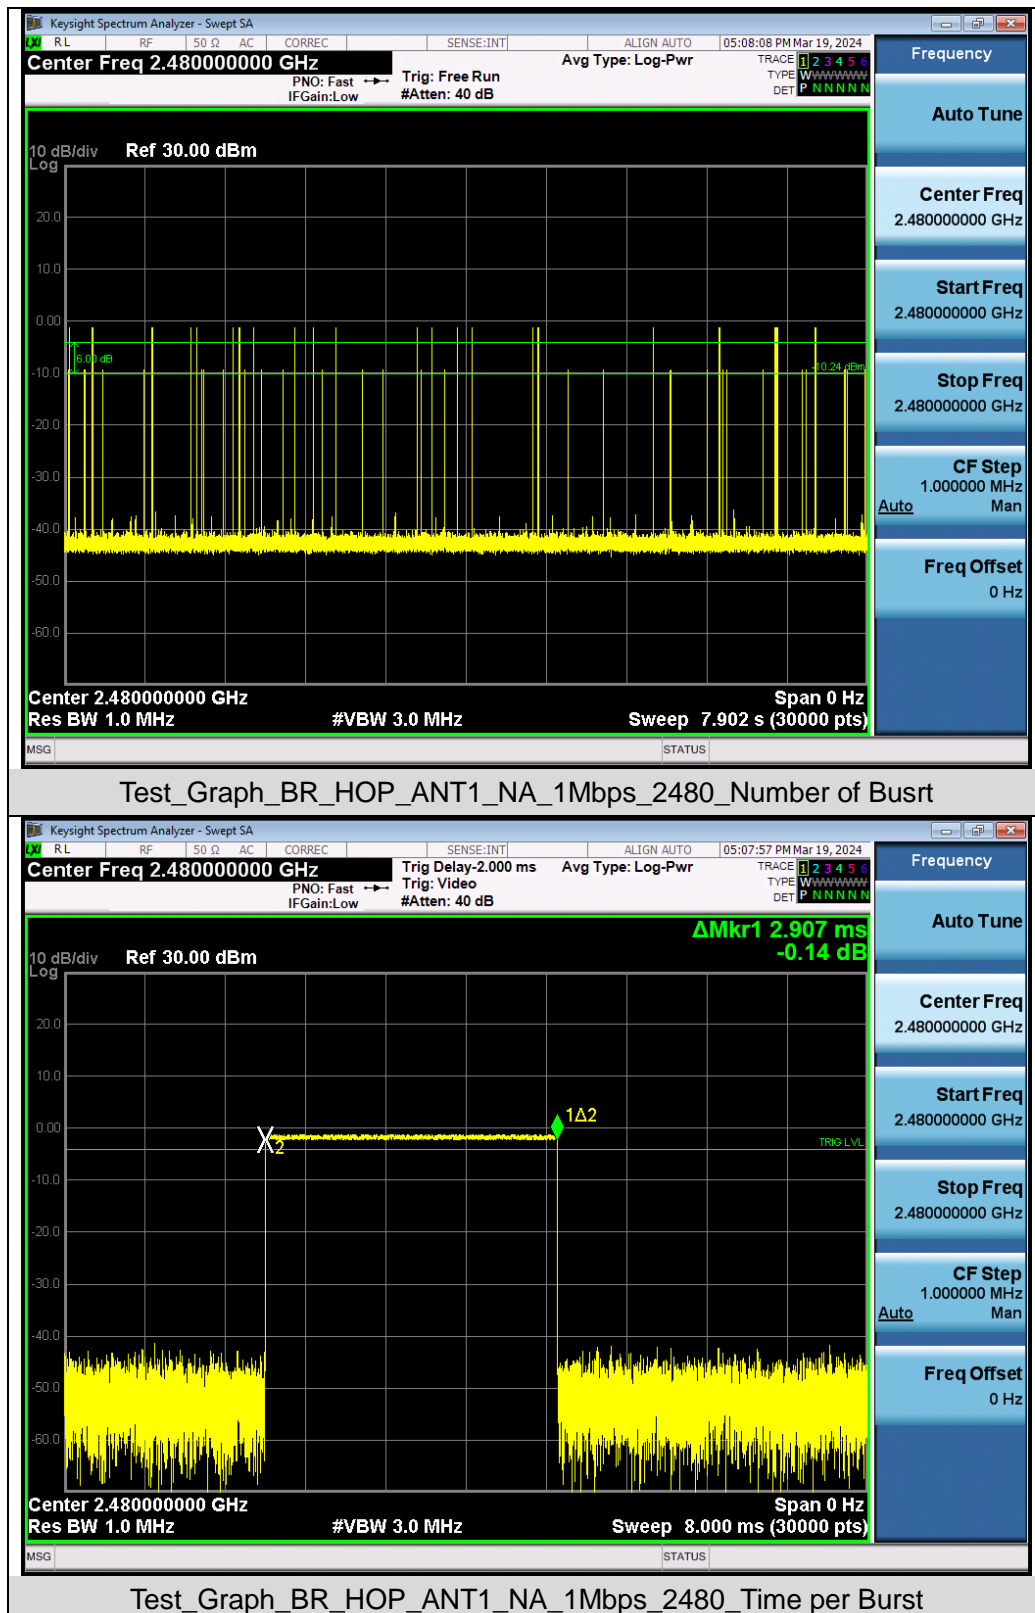 Keysight Spectrum Analyzer - Swept SA
LXI RL RF 50 Ω AC CORREC SENSE:INT ALIGN AUTO 05:08:08 PM Mar 19, 2024
Center Freq 2.480000000 GHz Avg Type: Log-Pwr TRACE 1 2 3 4 5 6
PNO: Fast Trig: Free Run TYPE WWWWWWW
IFGain:Low #Atten: 40 dB DET P N N N N N
Frequency
Auto Tune
10 dB/div Ref 30.00 dBm
Log
20.0
10.0
0.00
-10.0
-20.0
-30.0
-40.0
-50.0
-60.0
6.00 dB
-10.24 dBm
Center Freq
2.480000000 GHz
Start Freq
2.480000000 GHz
Stop Freq
2.480000000 GHz
CF Step
1.000000 MHz
Auto Man
Freq Offset
0 Hz
Center 2.480000000 GHz Span 0 Hz
Res BW 1.0 MHz #VBW 3.0 MHz Sweep 7.902 s (30000 pts)
MSG STATUS
Test_Graph_BR_HOP_ANT1_NA_1Mbps_2480_Number of Busrt
Keysight Spectrum Analyzer - Swept SA
LXI RL RF 50 Ω AC CORREC SENSE:INT ALIGN AUTO 05:07:57 PM Mar 19, 2024
Center Freq 2.480000000 GHz Trig Delay-2.000 ms Avg Type: Log-Pwr TRACE 1 2 3 4 5 6
PNO: Fast Trig: Video TYPE WWWWWWW
IFGain:Low #Atten: 40 dB DET P N N N N N
Frequency
Auto Tune
ΔMkr1 2.907 ms
-0.14 dB
10 dB/div Ref 30.00 dBm
Log
20.0
10.0
0.00
-10.0
-20.0
-30.0
-40.0
-50.0
-60.0
X2
1Δ2
TRIG LVL
Center Freq
2.480000000 GHz
Start Freq
2.480000000 GHz
Stop Freq
2.480000000 GHz
CF Step
1.000000 MHz
Auto Man
Freq Offset
0 Hz
Center 2.480000000 GHz Span 0 Hz
Res BW 1.0 MHz #VBW 3.0 MHz Sweep 8.000 ms (30000 pts)
MSG STATUS
Test_Graph_BR_HOP_ANT1_NA_1Mbps_2480_Time per Burst